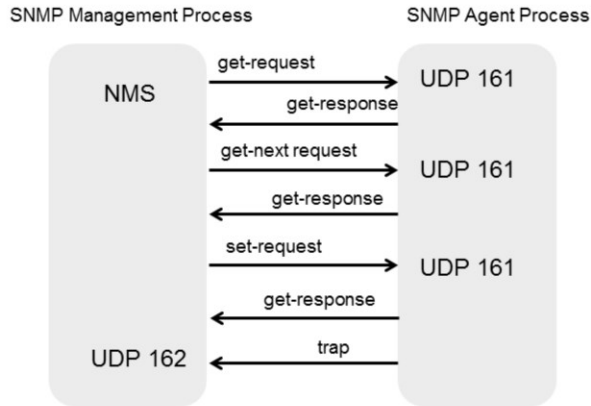 SNMP Management Process
SNMP Agent Process
get-request
NMS
UDP 161
get-response
get-next request
UDP 161
get-response
set-request
UDP 161
get-response
trap
UDP 162